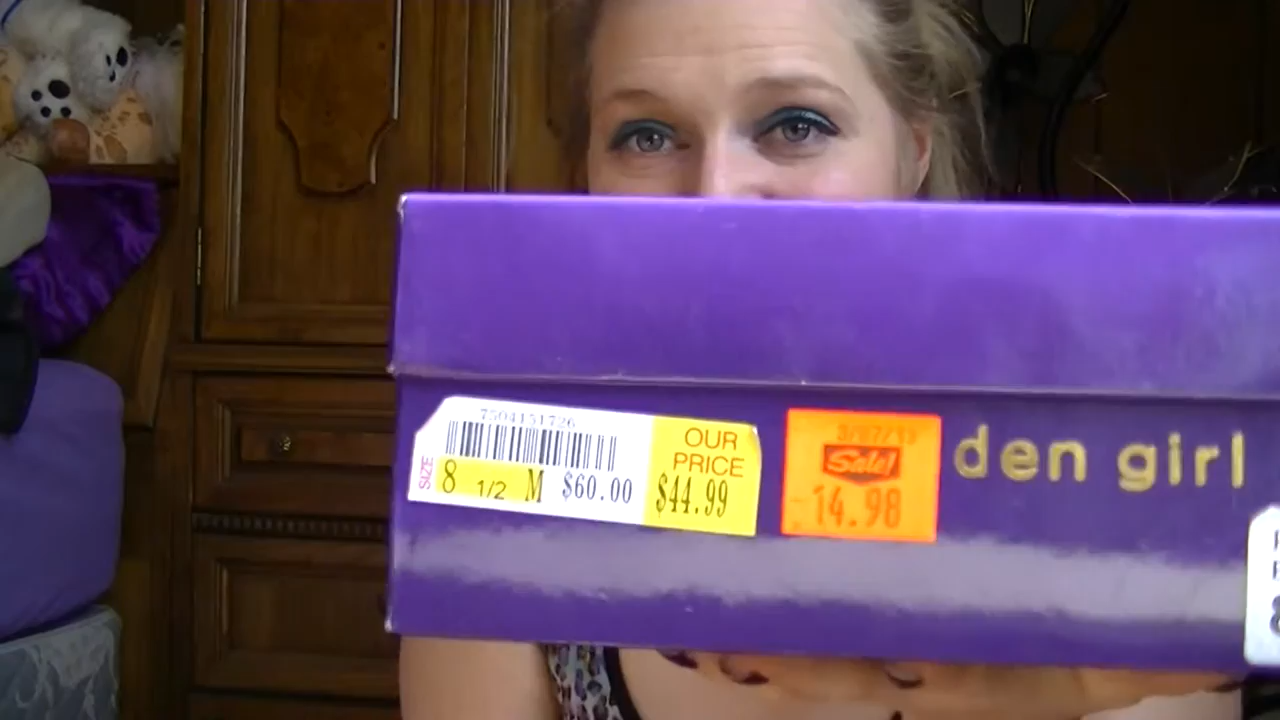 7504151726
SIZE
8 1/2 M $60.00
OUR
PRICE
$44.99
Sale!
14.98
den girl